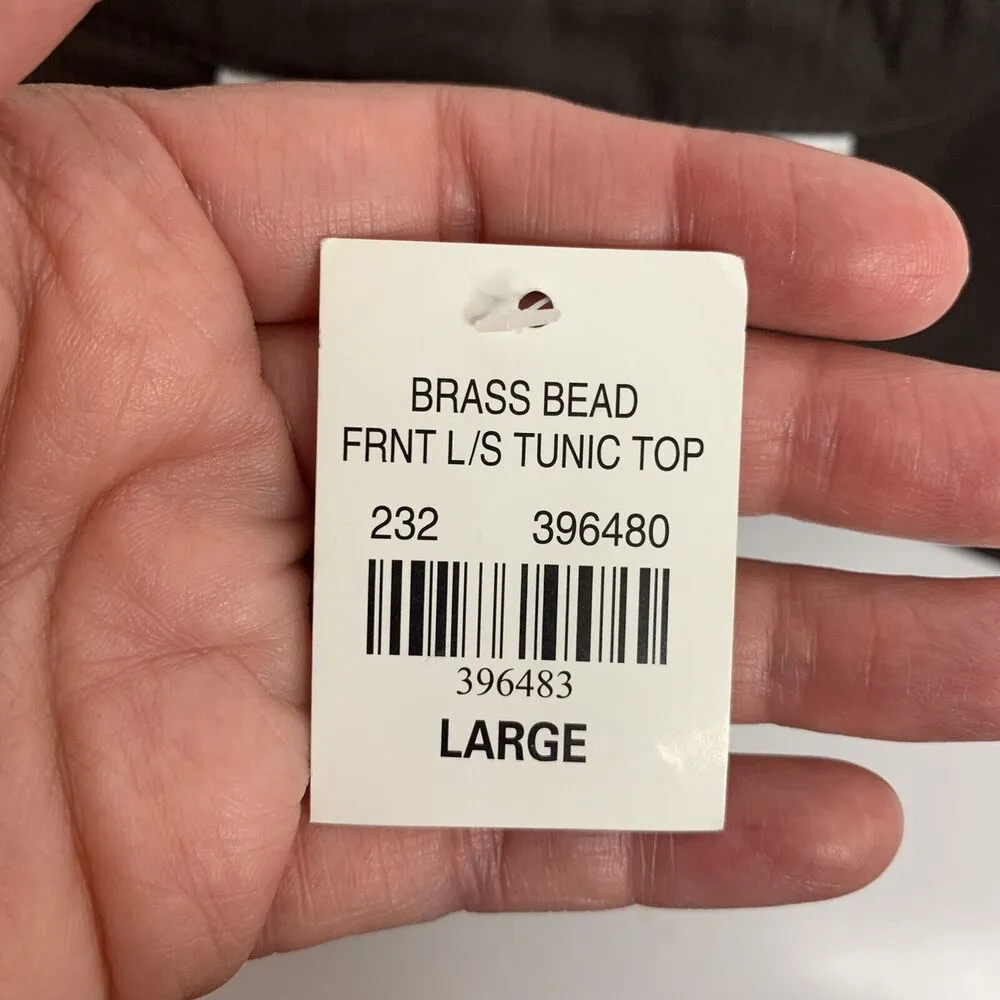 BRASS BEAD
FRNT L/S TUNIC TOP
232 396480
396483
LARGE